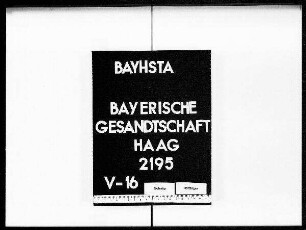 BAYHSTA
BAYERISCHE
GESANDTSCHAFT
HAAG
2195
V-16